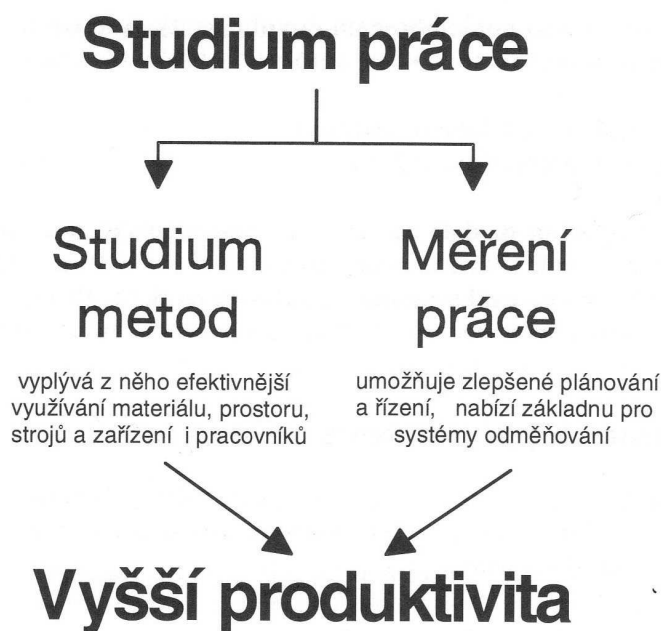 Studium práce
Studium
metod
vyplývá z něho efektivnější
využívání materiálu, prostoru,
strojů a zařízení i pracovníků
Měření
práce
umožňuje zlepšené plánování
a řízení, nabízí základnu pro
systémy odměňování
Vyšší produktivita